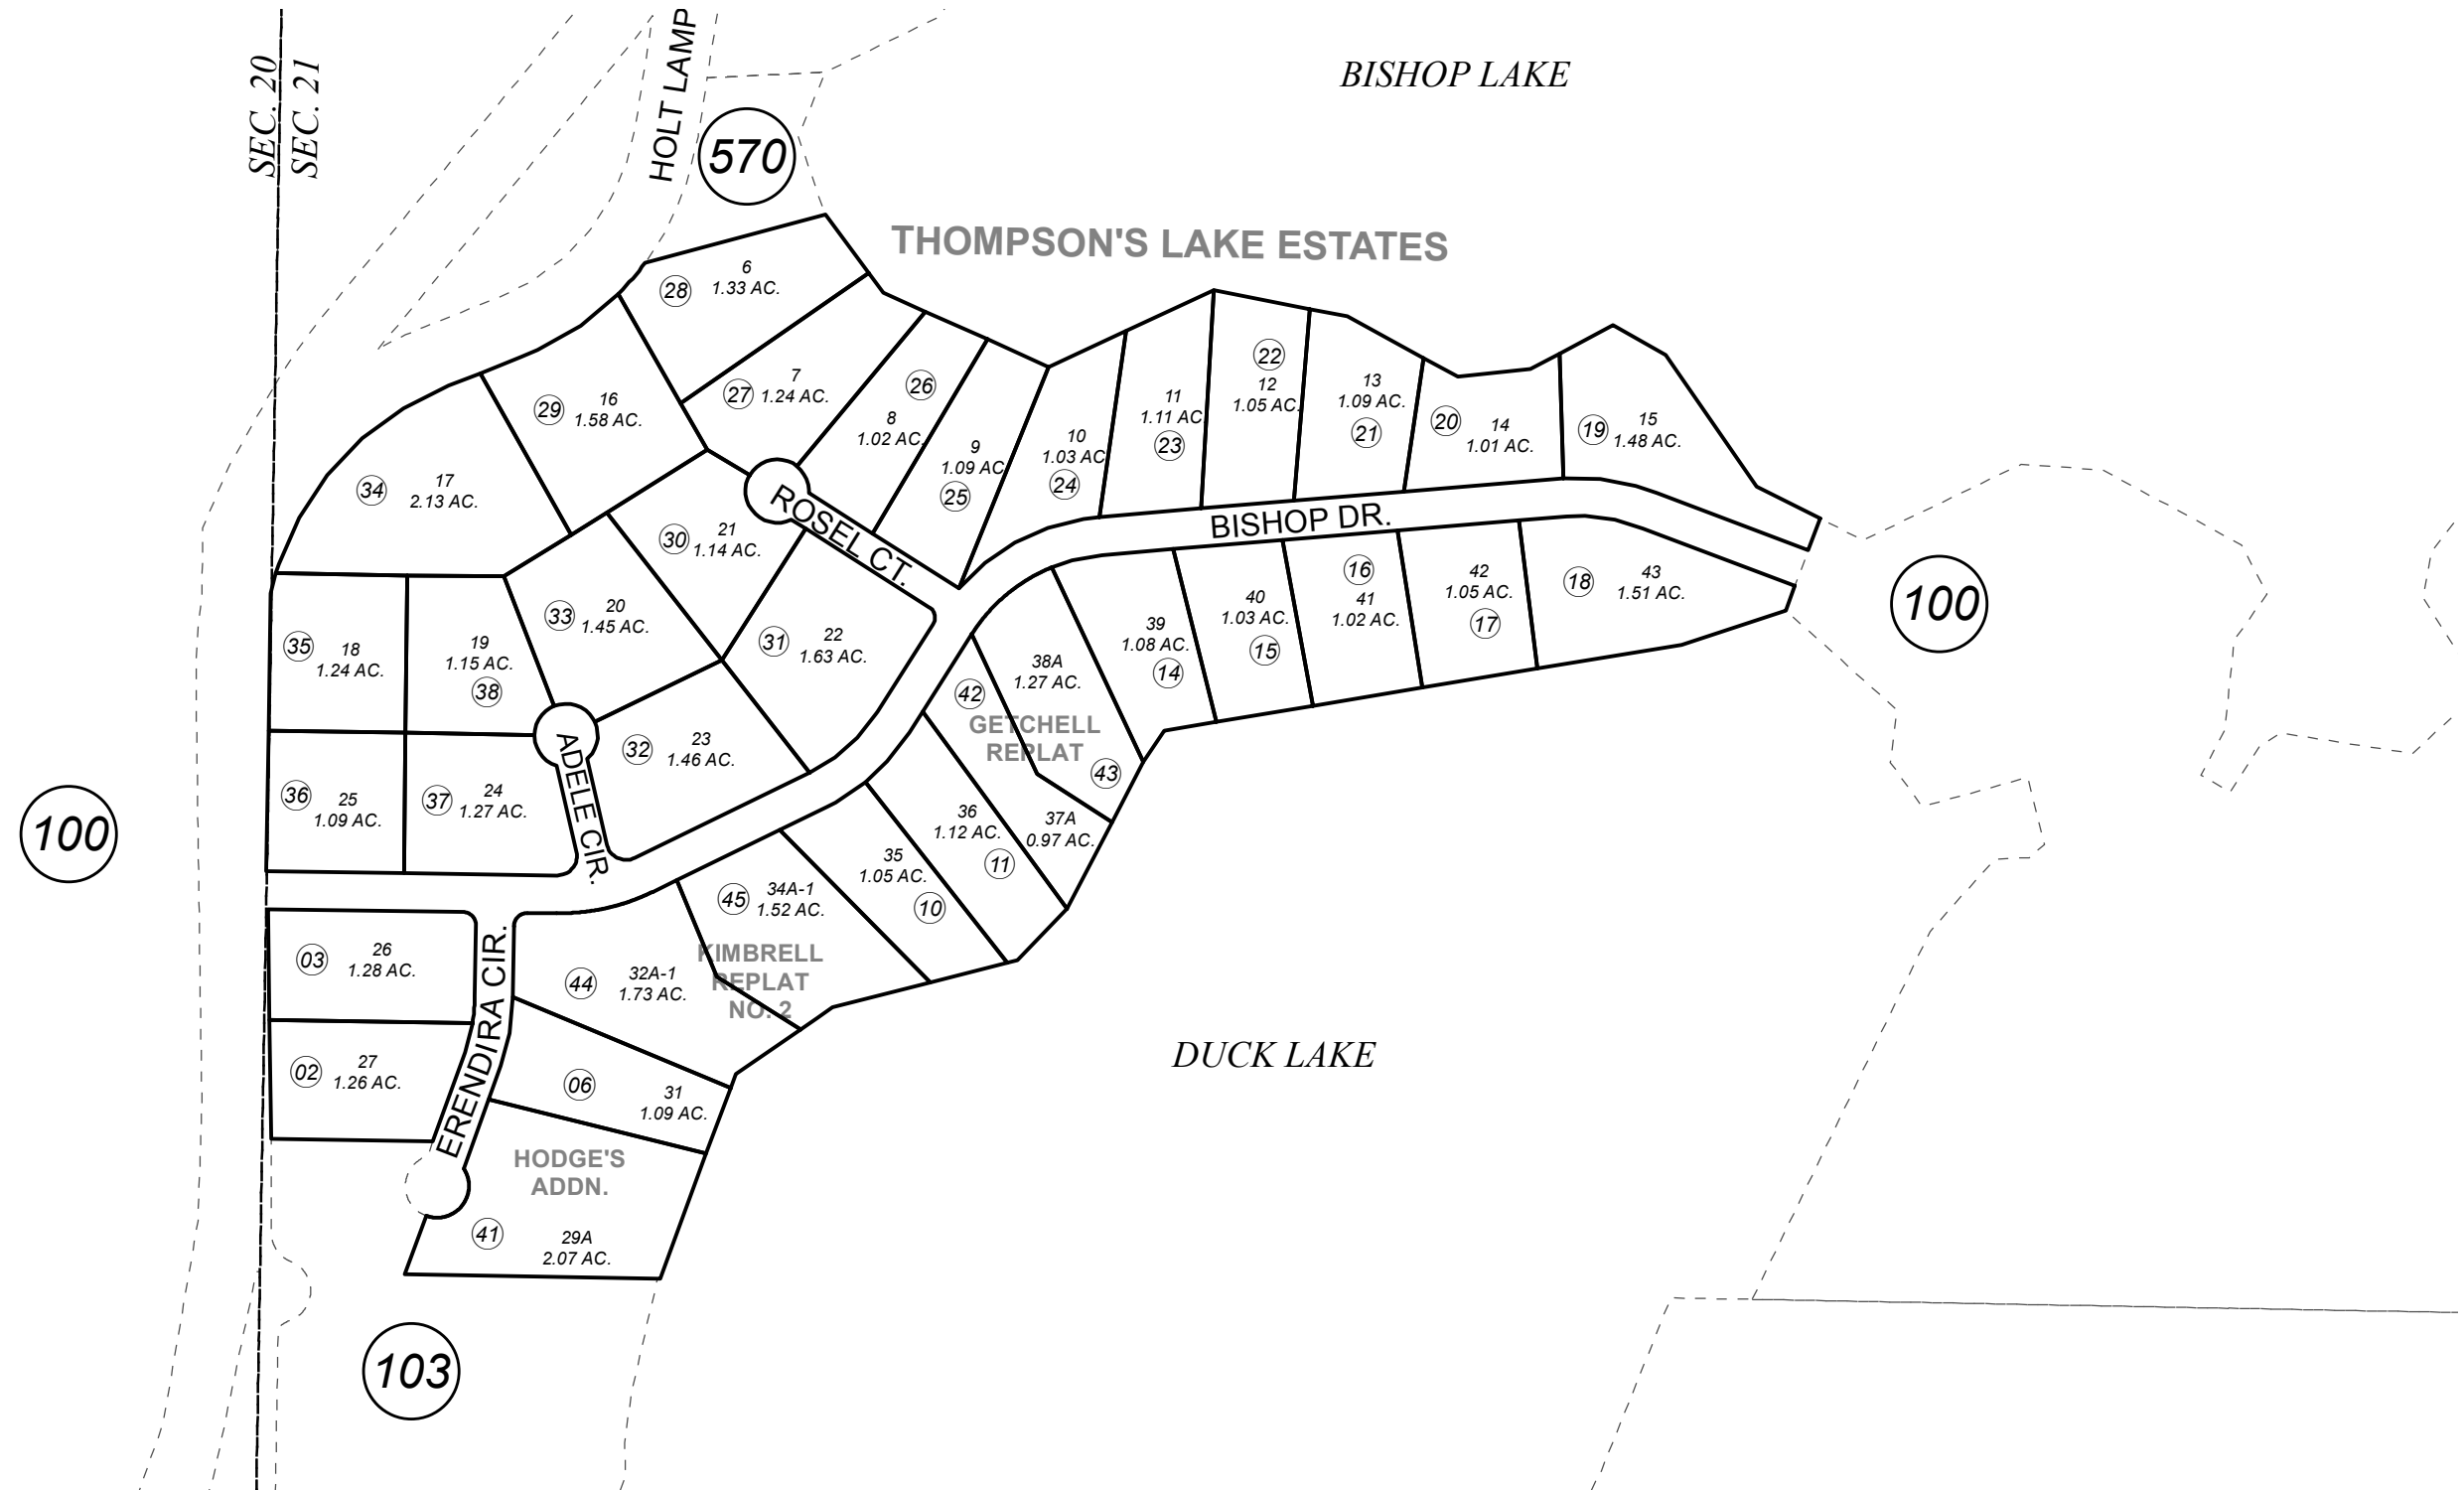 SEC. 20
SEC. 21
HOLT LAMP
570
BISHOP LAKE
THOMPSON'S LAKE ESTATES
28
6
1.33 AC.
27
7
1.24 AC.
29
16
1.58 AC.
26
8
1.02 AC.
9
1.09 AC
25
10
1.03 AC
24
11
1.11 AC
23
22
12
1.05 AC.
13
1.09 AC.
21
20
14
1.01 AC.
19
15
1.48 AC.
34
17
2.13 AC.
ROSEL CT.
BISHOP DR.
30
21
1.14 AC.
33
20
1.45 AC.
31
22
1.63 AC.
35
18
1.24 AC.
19
1.15 AC.
38
32
23
1.46 AC.
36
25
1.09 AC.
37
24
1.27 AC.
ADELE CIR.
42
38A
1.27 AC.
GETCHELL
REPLAT
43
37A
0.97 AC.
39
1.08 AC.
14
40
1.03 AC.
15
16
41
1.02 AC.
42
1.05 AC.
17
18
43
1.51 AC.
100
100
36
1.12 AC.
11
35
1.05 AC.
10
45
34A-1
1.52 AC.
KIMBRELL
REPLAT
NO. 2
03
26
1.28 AC.
44
32A-1
1.73 AC.
ERENDIRA CIR.
02
27
1.26 AC.
06
31
1.09 AC.
DUCK LAKE
HODGE'S
ADDN.
41
29A
2.07 AC.
103